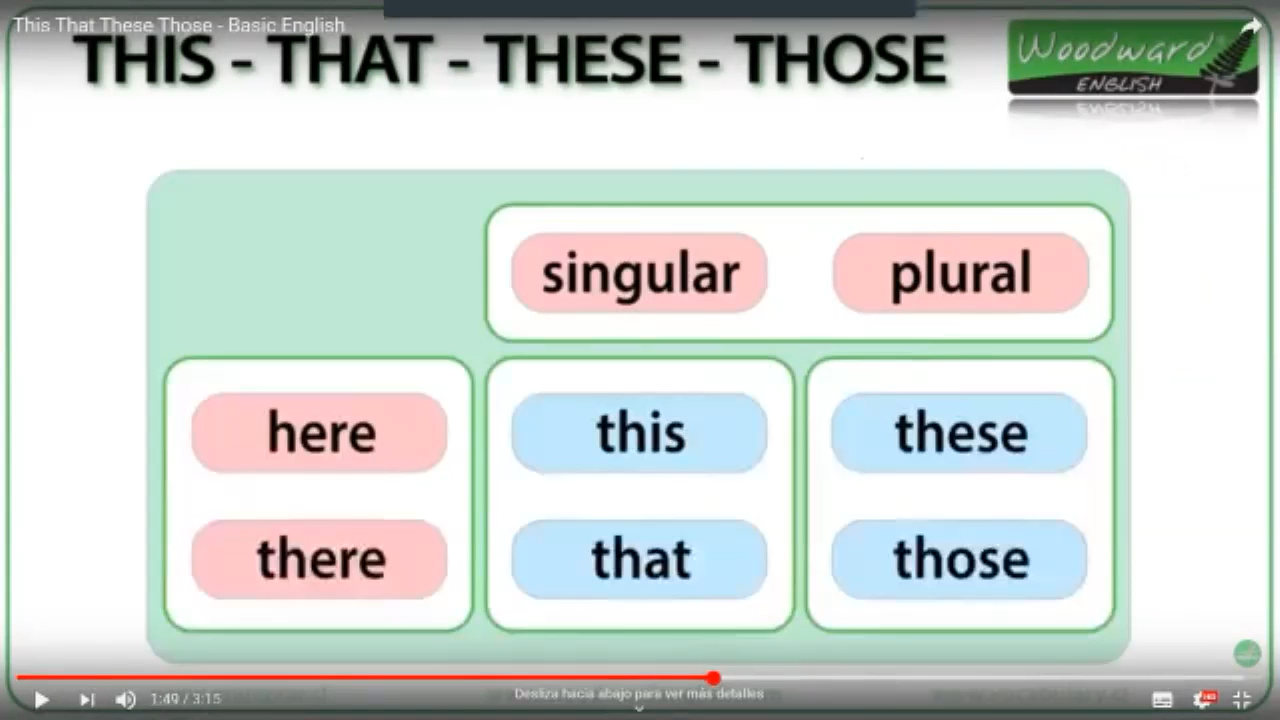 This That These Those - Basic English
THIS - THAT - THESE - THOSE
Woodward
ENGLISH
singular plural
here this these
there that those
1:49 / 3:15
Desliza hacia abajo para ver más detalles
HD